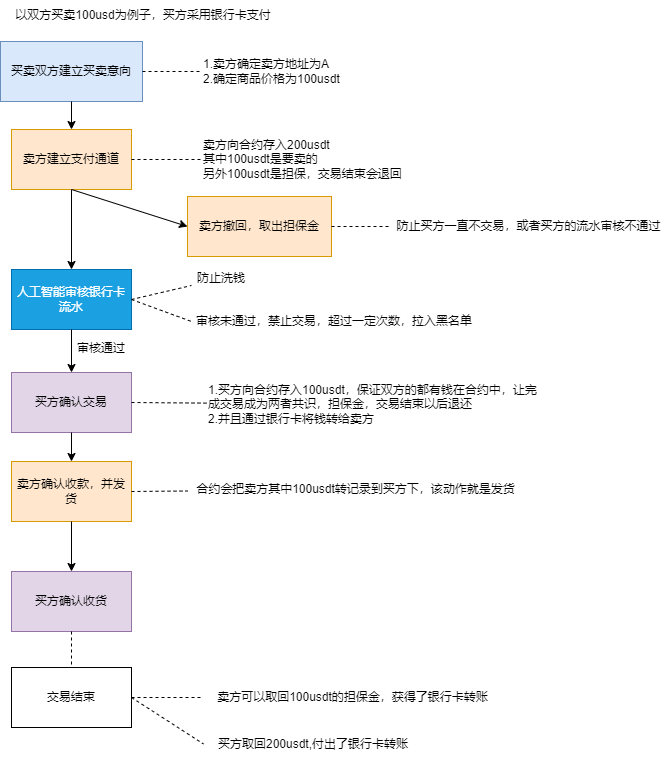 以双方买卖100usd为例子，买方采用银行卡支付
买卖双方建立买卖意向
1.卖方确定卖方地址为A
2.确定商品价格为100usdt
卖方建立支付通道
卖方向合约存入200usdt
其中100usdt是要卖的
另外100usdt是担保，交易结束会退回
卖方撤回，取出担保金
防止买方一直不交易，或者买方的流水审核不通过
人工智能审核银行卡
流水
防止洗钱
审核未通过，禁止交易，超过一定次数，拉入黑名单
审核通过
买方确认交易
1.买方向合约存入100usdt，保证双方的都有钱在合约中，让完
成交易成为两者共识，担保金，交易结束以后退还
2.并且通过银行卡将钱转给卖方
卖方确认收款，并发
货
合约会把卖方其中100usdt转记录到买方下，该动作就是发货
买方确认收货
交易结束
卖方可以取回100usdt的担保金，获得了银行卡转账
买方取回200usdt,付出了银行卡转账